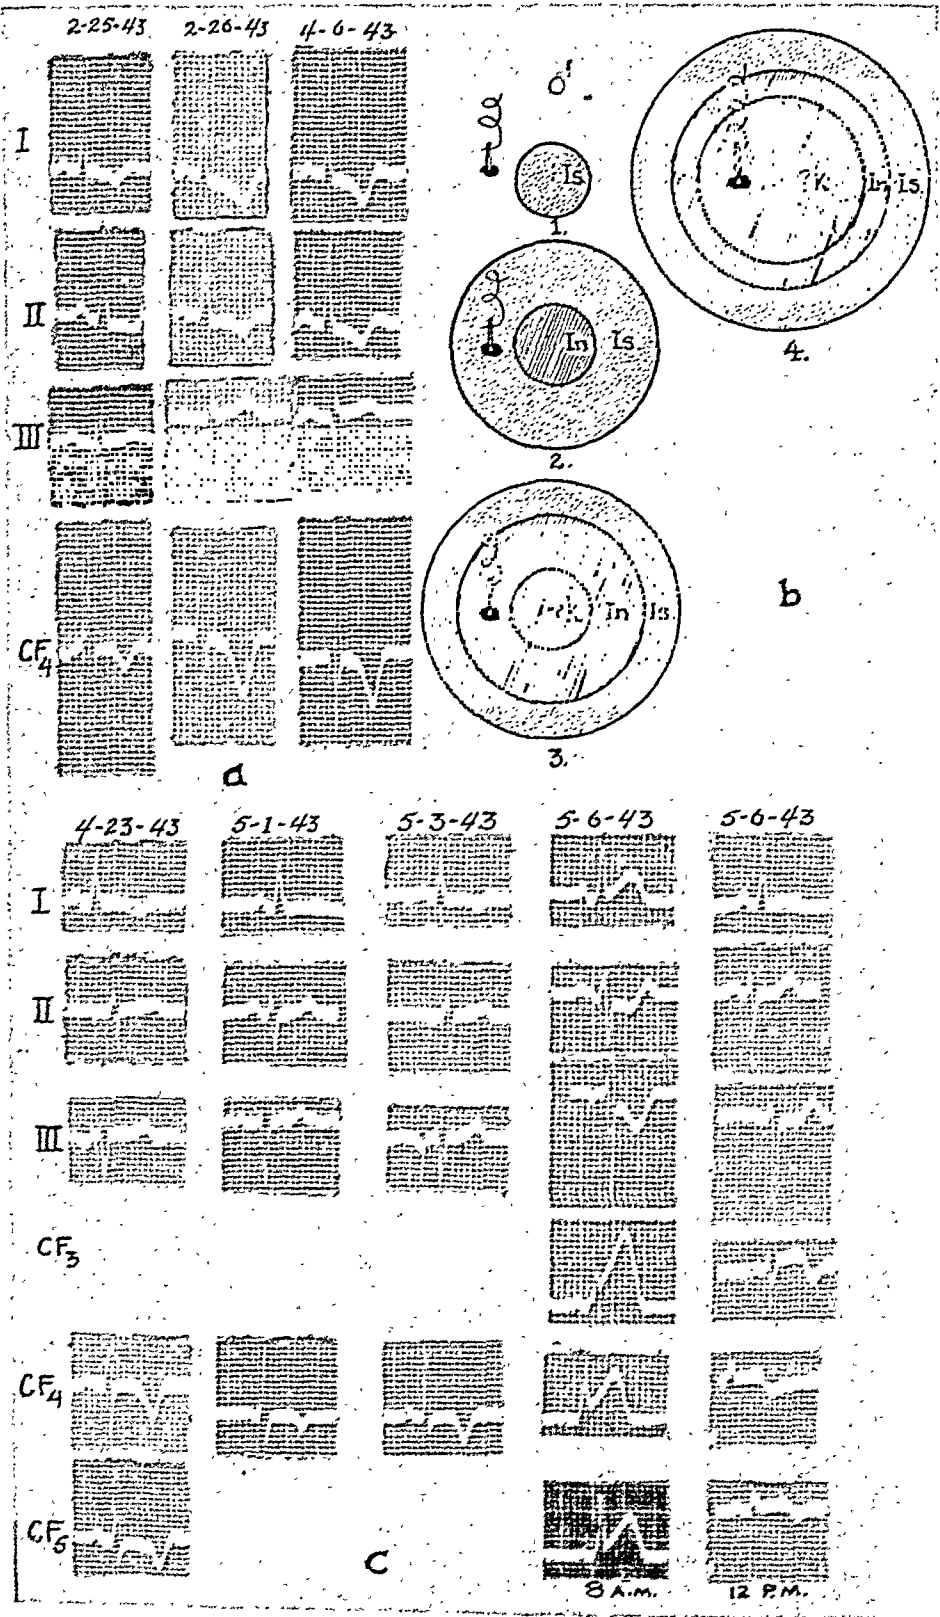 2-25-43 2-26-43 4-6-43
I
II
III
CF4
a
O'
Is
1.
In Is
2.
In Is
3.
K In Is
4.
b
4-23-43 5-1-43 5-3-43 5-6-43 5-6-43
I
II
III
CF3
CF4
CF5
C
8 A.M. 12 P.M.